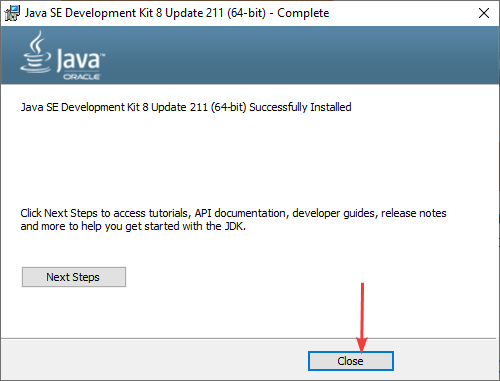 Java SE Development Kit 8 Update 211 (64-bit) - Complete
Java™
ORACLE
Java SE Development Kit 8 Update 211 (64-bit) Successfully Installed
Click Next Steps to access tutorials, API documentation, developer guides, release notes
and more to help you get started with the JDK.
Next Steps
Close